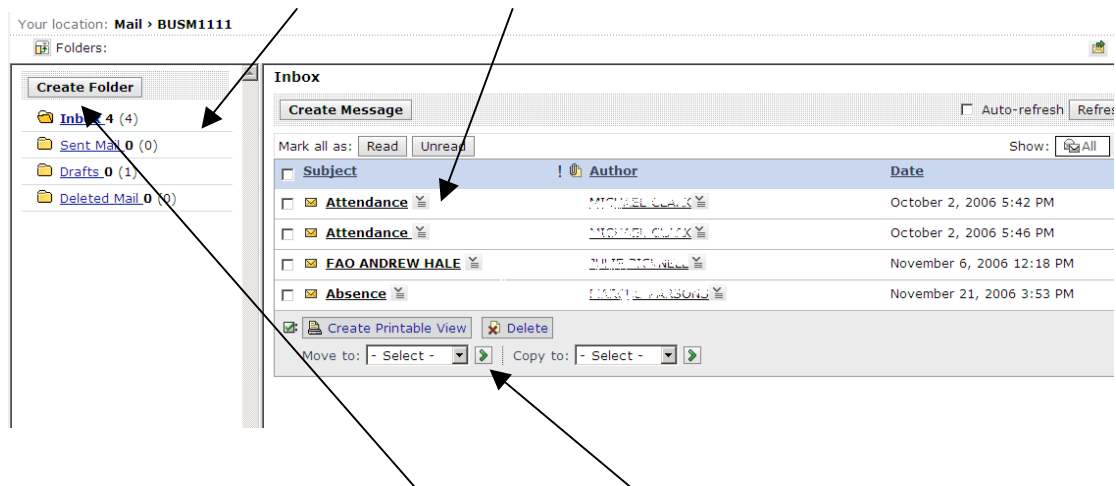 Your location: Mail › BUSM1111
Folders:
Create Folder
Inbox 4 (4)
Sent Mail 0 (0)
Drafts 0 (1)
Deleted Mail 0 (0)
Inbox
Create Message
Auto-refresh
Mark all as: Read Unread Show: All
Subject ! Author Date
Attendance October 2, 2006 5:42 PM
Attendance October 2, 2006 5:46 PM
FAO ANDREW HALE November 6, 2006 12:18 PM
Absence November 21, 2006 3:53 PM
Create Printable View Delete
Move to: - Select - Copy to: - Select -